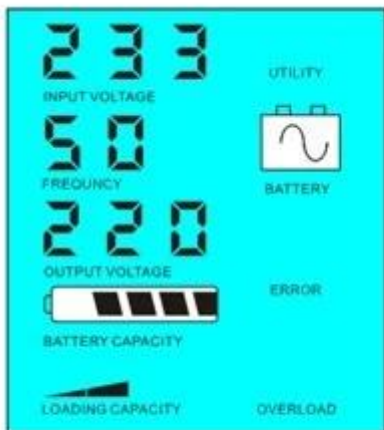 233
UTILITY
INPUT VOLTAGE
50
FREQUNCY
BATTERY
220
OUTPUT VOLTAGE
ERROR
BATTERY CAPACITY
LOADING CAPACITY
OVERLOAD